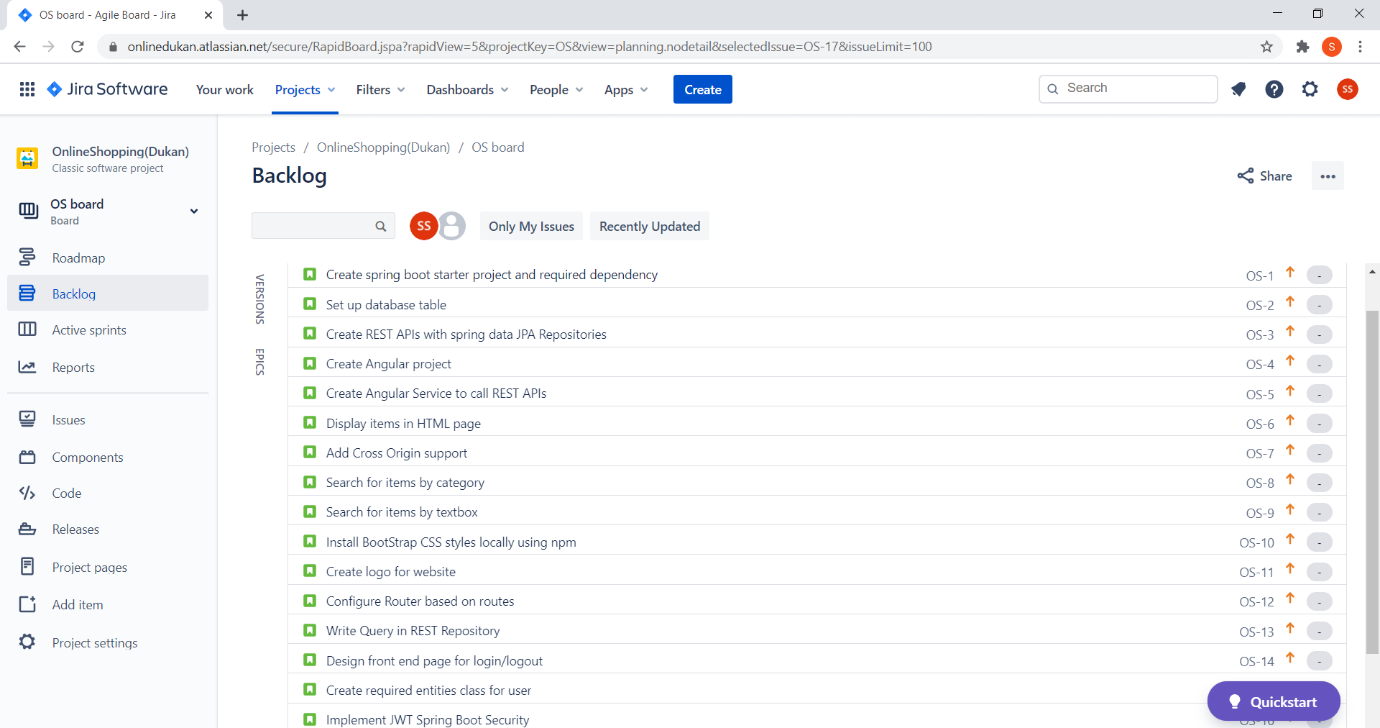 OS board - Agile Board - Jira
onlinedukan.atlassian.net/secure/RapidBoard.jspa?rapidView=5&projectKey=OS&view=planning.nodetail&selectedIssue=OS-17&issueLimit=100
S
Jira Software
Your work
Projects
Filters
Dashboards
People
Apps
Create
Search
SS
OnlineShopping(Dukan)
Classic software project
OS board
Board
Roadmap
Backlog
Active sprints
Reports
Issues
Components
Code
Releases
Project pages
Add item
Project settings
Projects / OnlineShopping(Dukan) / OS board
Backlog
Share
SS
Only My Issues
Recently Updated
VERSIONS
EPICS
Create spring boot starter project and required dependency OS-1 -
Set up database table OS-2 -
Create REST APIs with spring data JPA Repositories OS-3 -
Create Angular project OS-4 -
Create Angular Service to call REST APIs OS-5 -
Display items in HTML page OS-6 -
Add Cross Origin support OS-7 -
Search for items by category OS-8 -
Search for items by textbox OS-9 -
Install BootStrap CSS styles locally using npm OS-10 -
Create logo for website OS-11 -
Configure Router based on routes OS-12 -
Write Query in REST Repository OS-13 -
Design front end page for login/logout OS-14 -
Create required entities class for user
Implement JWT Spring Boot Security
Quickstart